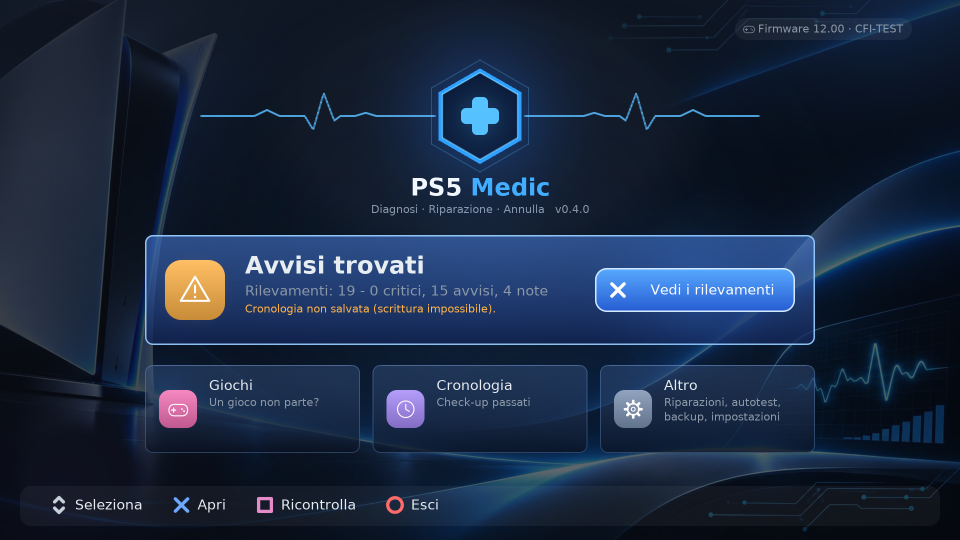 Firmware 12.00 · CFI-TEST
PS5 Medic
Diagnosi · Riparazione · Annulla v0.4.0
Avvisi trovati
Rilevamenti: 19 - 0 critici, 15 avvisi, 4 note
Cronologia non salvata (scrittura impossibile).
Vedi i rilevamenti
Giochi
Un gioco non parte?
Cronologia
Check-up passati
Altro
Riparazioni, autotest,
backup, impostazioni
Seleziona
Apri
Ricontrolla
Esci